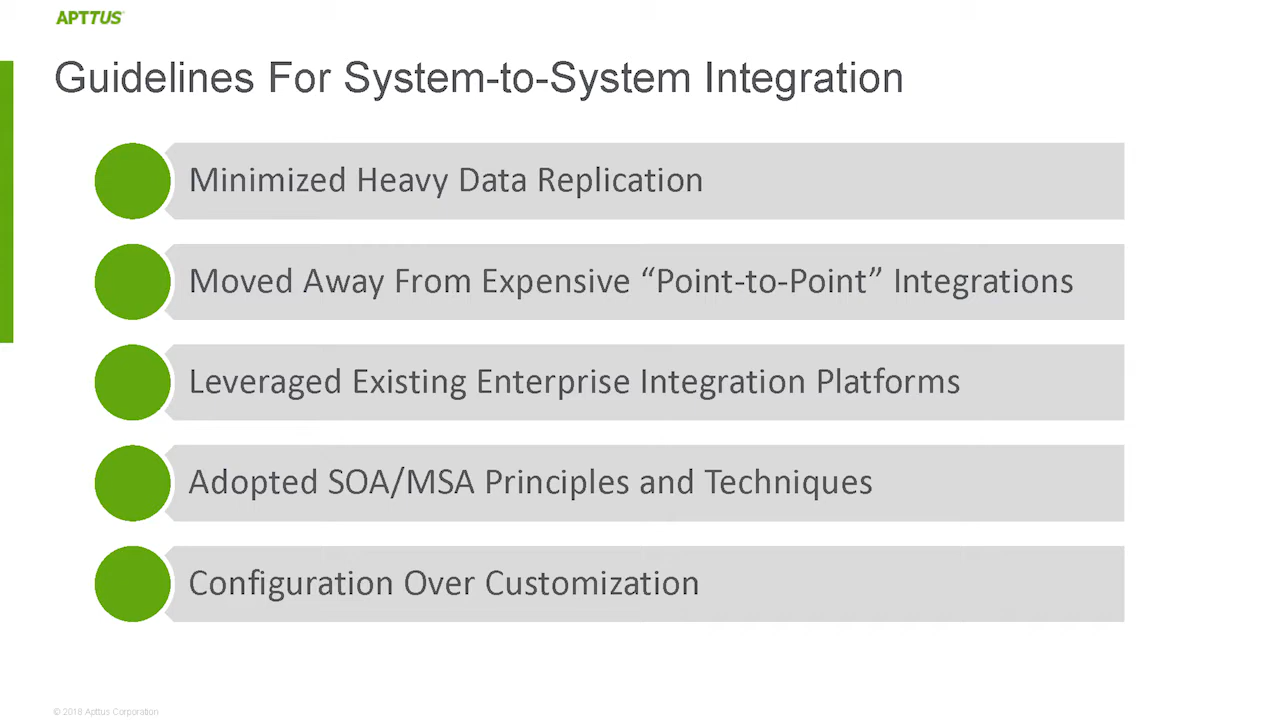 APTTUS
Guidelines For System-to-System Integration
Minimized Heavy Data Replication
Moved Away From Expensive “Point-to-Point” Integrations
Leveraged Existing Enterprise Integration Platforms
Adopted SOA/MSA Principles and Techniques
Configuration Over Customization
© 2018 Apttus Corporation